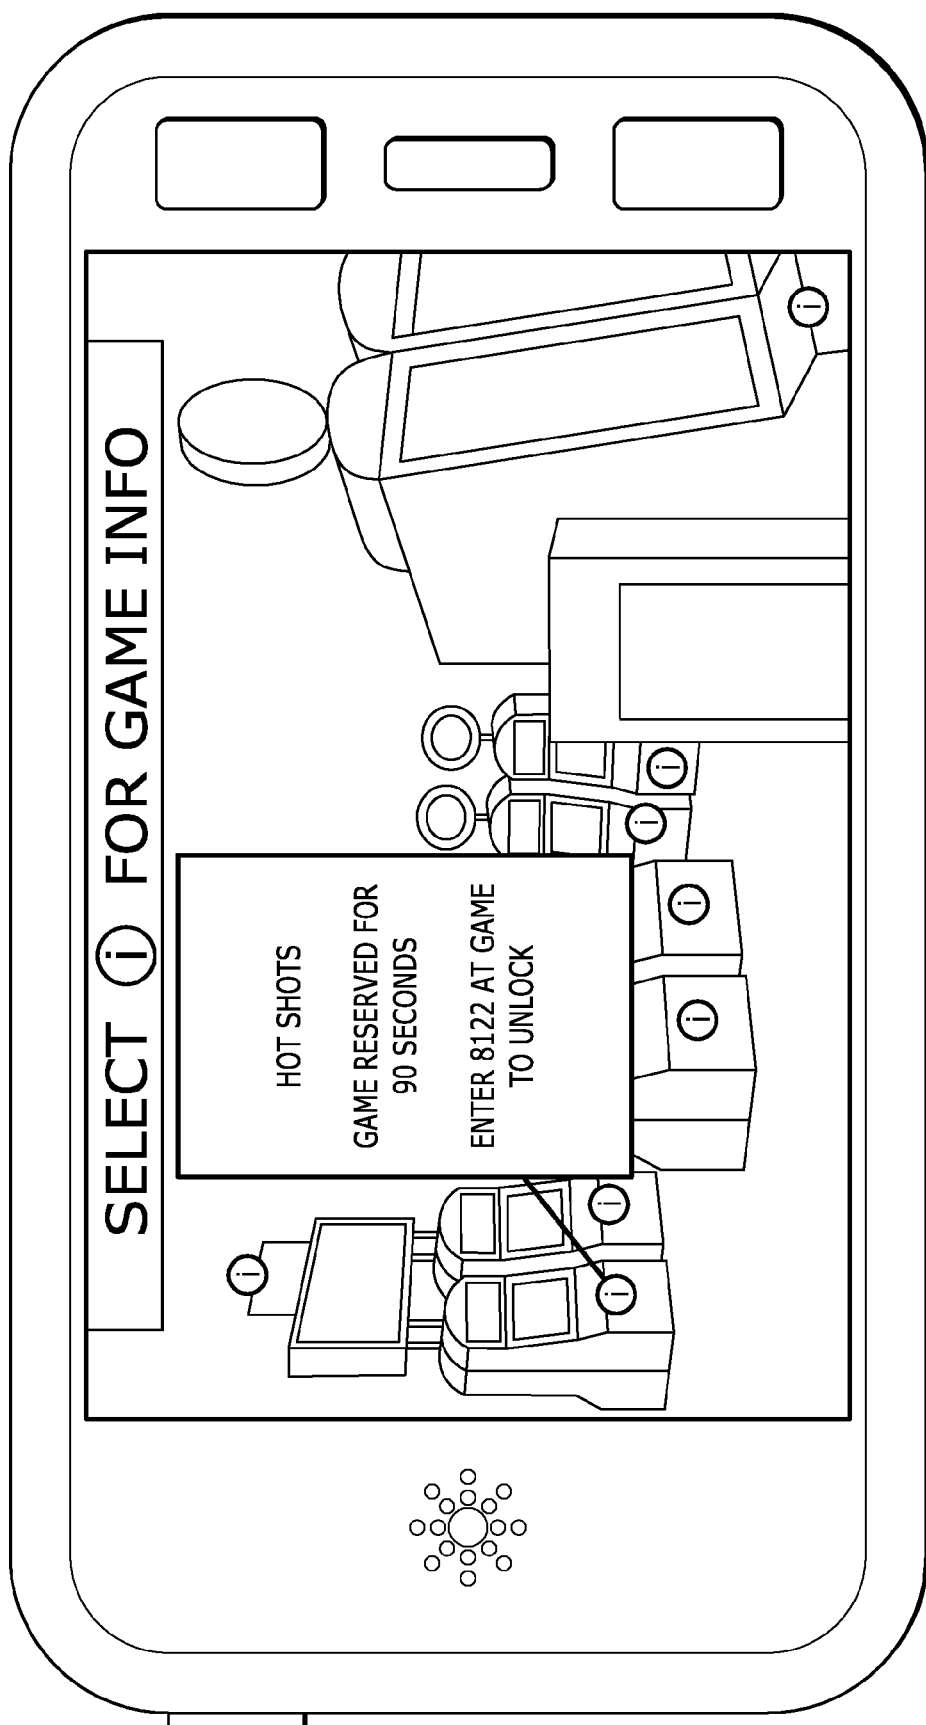 SELECT i FOR GAME INFO
HOT SHOTS
GAME RESERVED FOR
90 SECONDS
ENTER 8122 AT GAME
TO UNLOCK
i
i
i
i
i
i
i
i